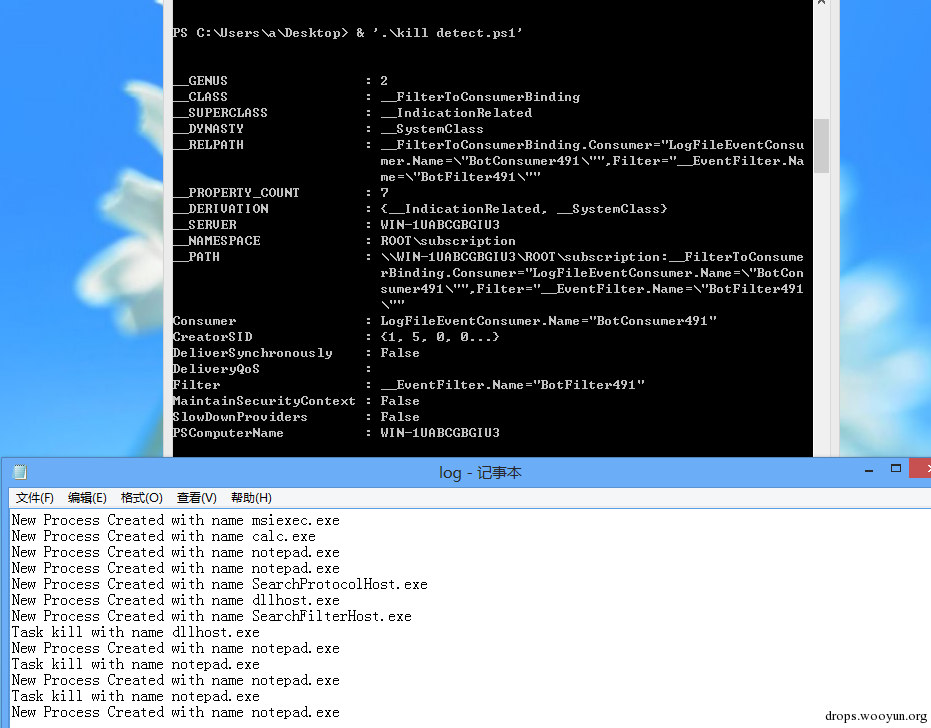 PS C:\Users\a\Desktop> & '.\kill detect.ps1'
__GENUS : 2
__CLASS : __FilterToConsumerBinding
__SUPERCLASS : __IndicationRelated
__DYNASTY : __SystemClass
__RELPATH : __FilterToConsumerBinding.Consumer="LogFileEventConsu
mer.Name=\"BotConsumer491\"",Filter="__EventFilter.Na
me=\"BotFilter491\""
__PROPERTY_COUNT : 7
__DERIVATION : {__IndicationRelated, __SystemClass}
__SERVER : WIN-1UABCGBGIU3
__NAMESPACE : ROOT\subscription
__PATH : \\WIN-1UABCGBGIU3\ROOT\subscription:__FilterToConsume
rBinding.Consumer="LogFileEventConsumer.Name=\"BotCon
sumer491\"",Filter="__EventFilter.Name=\"BotFilter491
\""
Consumer : LogFileEventConsumer.Name="BotConsumer491"
CreatorSID : {1, 5, 0, 0...}
DeliverSynchronously : False
DeliveryQoS :
Filter : __EventFilter.Name="BotFilter491"
MaintainSecurityContext : False
SlowDownProviders : False
PSComputerName : WIN-1UABCGBGIU3
log - 记事本
文件(F) 编辑(E) 格式(O) 查看(V) 帮助(H)
New Process Created with name msiexec.exe
New Process Created with name calc.exe
New Process Created with name notepad.exe
New Process Created with name notepad.exe
New Process Created with name SearchProtocolHost.exe
New Process Created with name dllhost.exe
New Process Created with name SearchFilterHost.exe
Task kill with name dllhost.exe
New Process Created with name notepad.exe
Task kill with name notepad.exe
New Process Created with name notepad.exe
Task kill with name notepad.exe
New Process Created with name notepad.exe
drops.wooyun.org